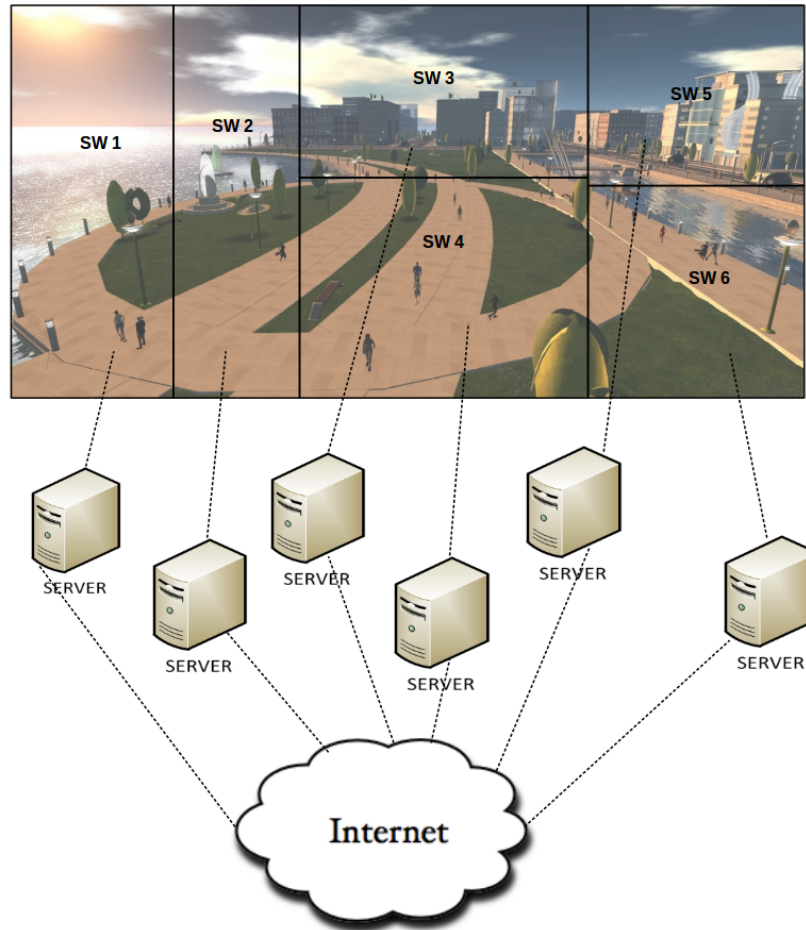 SW 1
SW 2
SW 3
SW 4
SW 5
SW 6
SERVER
SERVER
SERVER
SERVER
SERVER
SERVER
Internet